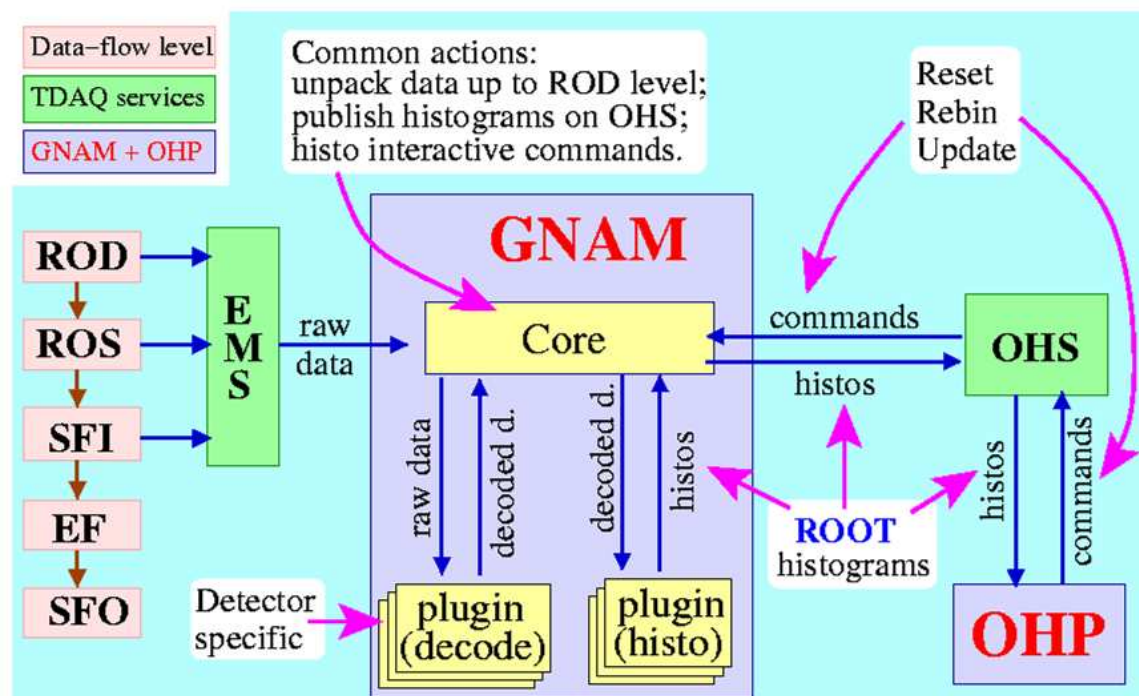 Data-flow level
TDAQ services
GNAM + OHP
Common actions:
unpack data up to ROD level;
publish histograms on OHS;
histo interactive commands.
Reset
Rebin
Update
ROD
ROS
SFI
EF
SFO
E
M
S
raw
data
GNAM
Core
commands
histos
OHS
raw data
decoded d.
decoded d.
histos
histos
commands
ROOT
histograms
Detector
specific
plugin
(decode)
plugin
(histo)
OHP